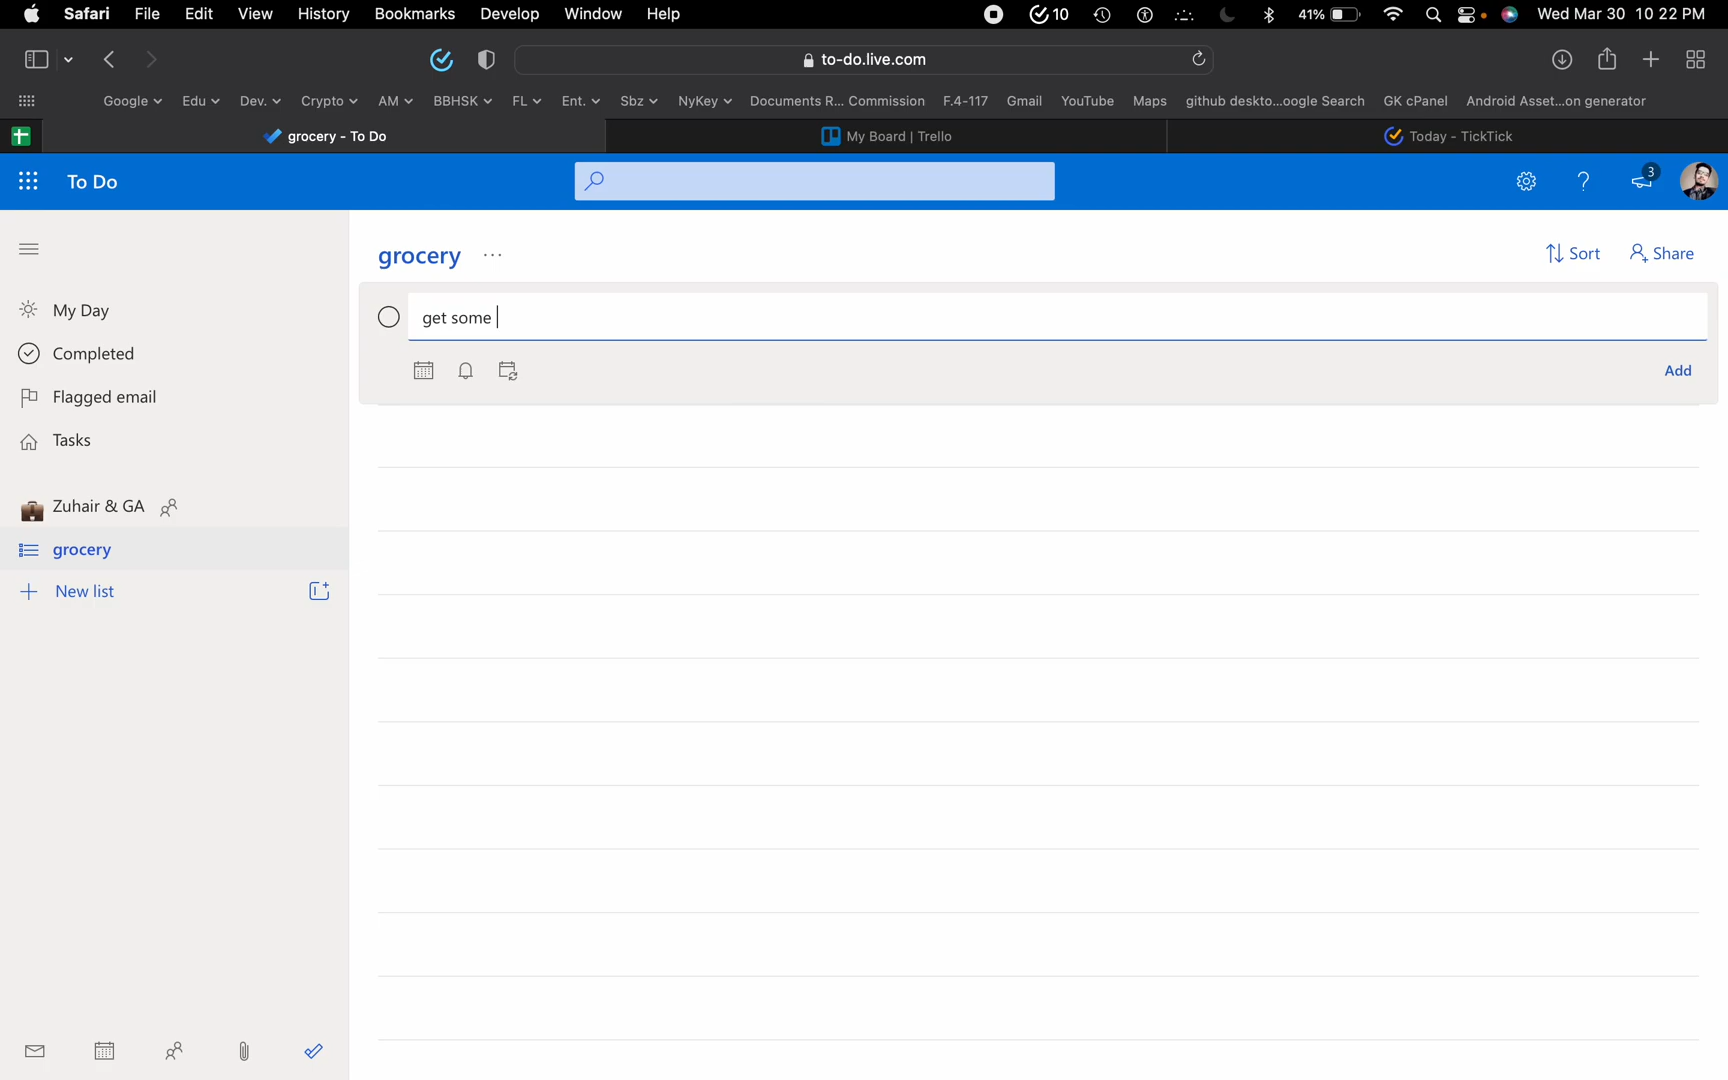 Safari File Edit View History Bookmarks Develop Window Help 10 41% Wed Mar 30 10 22 PM
to-do.live.com
Google Edu Dev. Crypto AM BBHSK FL Ent. Sbz NyKey Documents R... Commission F.4-117 Gmail YouTube Maps github deskto...oogle Search GK cPanel Android Asset...on generator
grocery - To Do My Board | Trello Today - TickTick
To Do 3
grocery ... Sort Share
get some
Add
My Day
Completed
Flagged email
Tasks
Zuhair & GA
grocery
New list